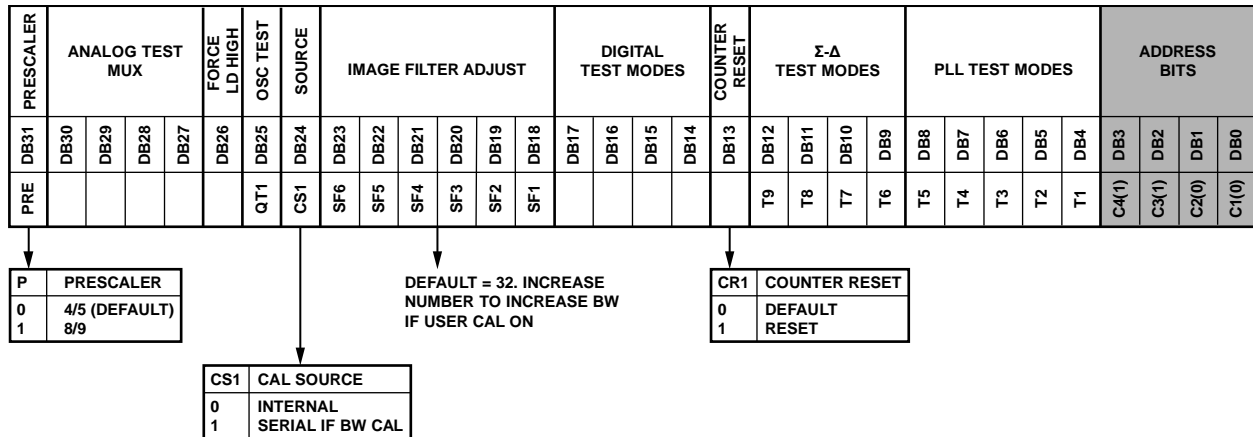 PRESCALER
ANALOG TEST
MUX
FORCE
LD HIGH
OSC TEST
SOURCE
IMAGE FILTER ADJUST
DIGITAL
TEST MODES
COUNTER
RESET
Σ-Δ
TEST MODES
PLL TEST MODES
ADDRESS
BITS
DB31 DB30 DB29 DB28 DB27 DB26 DB25 DB24 DB23 DB22 DB21 DB20 DB19 DB18 DB17 DB16 DB15 DB14 DB13 DB12 DB11 DB10 DB9 DB8 DB7 DB6 DB5 DB4 DB3 DB2 DB1 DB0
PRE QT1 CS1 SF6 SF5 SF4 SF3 SF2 SF1 T9 T8 T7 T6 T5 T4 T3 T2 T1 C4(1) C3(1) C2(0) C1(0)
P PRESCALER
0 4/5 (DEFAULT)
1 8/9
DEFAULT = 32. INCREASE
NUMBER TO INCREASE BW
IF USER CAL ON
CR1 COUNTER RESET
0 DEFAULT
1 RESET
CS1 CAL SOURCE
0 INTERNAL
1 SERIAL IF BW CAL